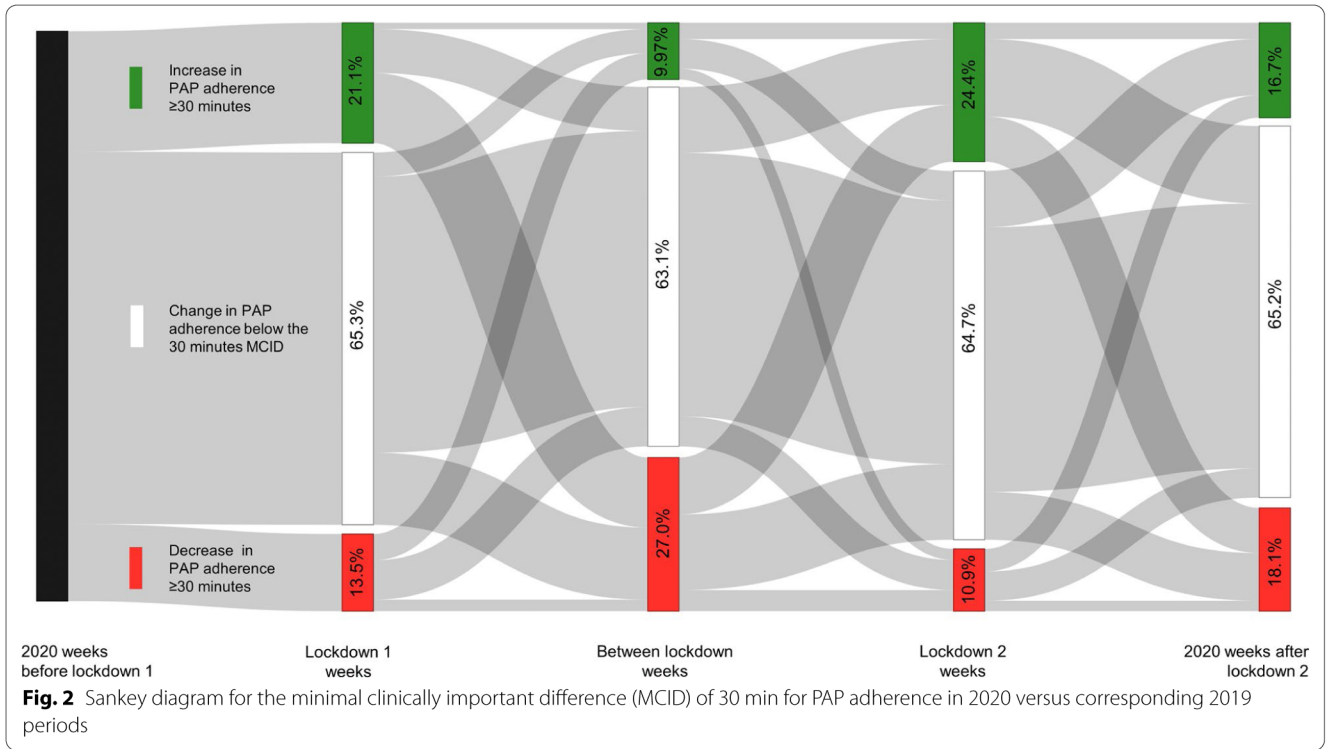 Increase in
PAP adherence
≥30 minutes
Change in PAP
adherence below the
30 minutes MCID
Decrease in
PAP adherence
≥30 minutes
21.1%
65.3%
13.5%
9.97%
63.1%
27.0%
24.4%
64.7%
10.9%
16.7%
65.2%
18.1%
2020 weeks
before lockdown 1
Lockdown 1
weeks
Between lockdown
weeks
Lockdown 2
weeks
2020 weeks after
lockdown 2
Fig. 2 Sankey diagram for the minimal clinically important difference (MCID) of 30 min for PAP adherence in 2020 versus corresponding 2019
periods